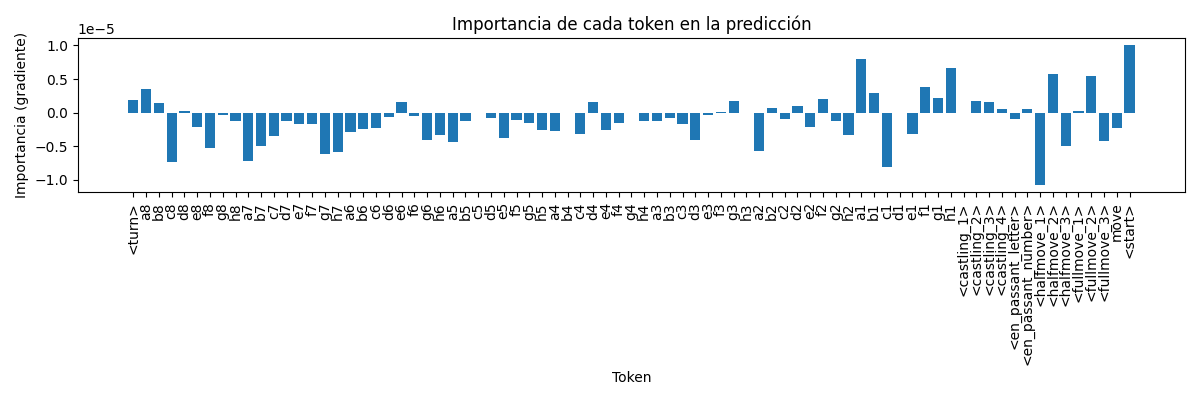 Importancia de cada token en la predicción
1e−5
Importancia (gradiente)
1.0
0.5
0.0
−0.5
−1.0
<turn>
a8
b8
c8
d8
e8
f8
g8
h8
a7
b7
c7
d7
e7
f7
g7
h7
a6
b6
c6
d6
e6
f6
g6
h6
a5
b5
c5
d5
e5
f5
g5
h5
a4
b4
c4
d4
e4
f4
g4
h4
a3
b3
c3
d3
e3
f3
g3
h3
a2
b2
c2
d2
e2
f2
g2
h2
a1
b1
c1
d1
e1
f1
g1
h1
<castling_1>
<castling_2>
<castling_3>
<castling_4>
<en_passant_letter>
<en_passant_number>
<halfmove_1>
<halfmove_2>
<halfmove_3>
<fullmove_1>
<fullmove_2>
<fullmove_3>
move
<start>
Token